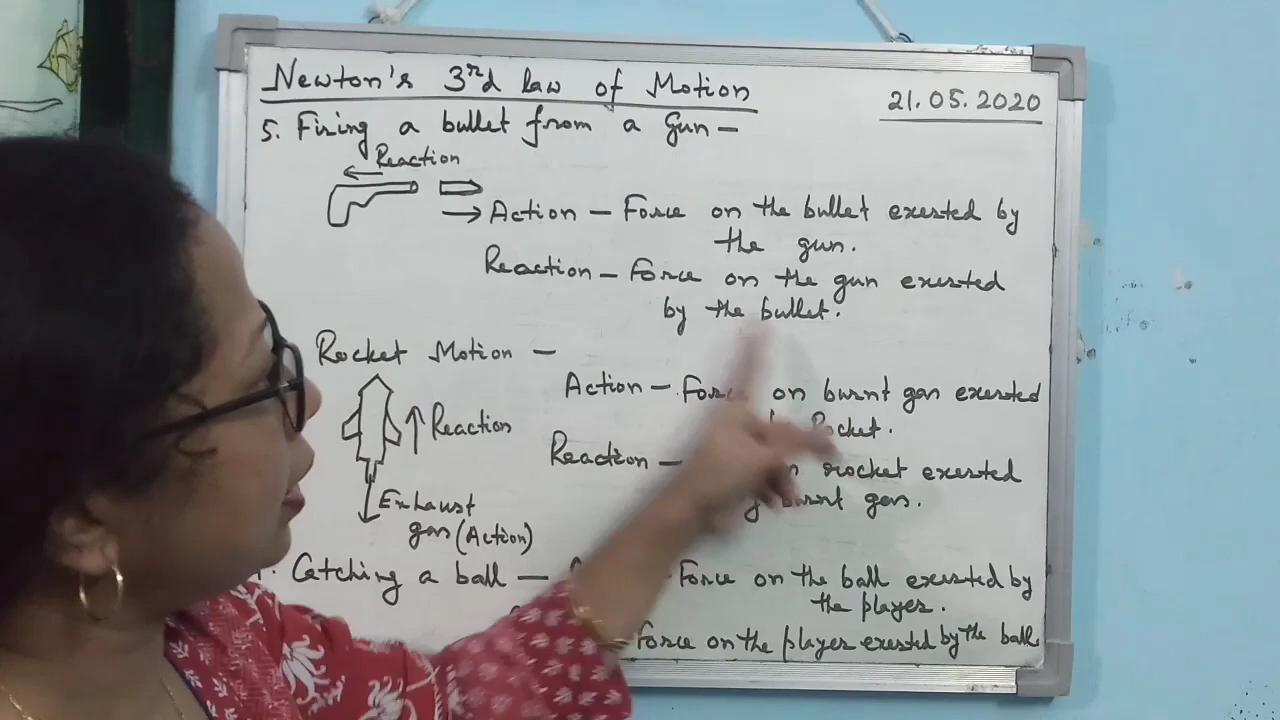 Newton's 3rd law of Motion
21.05.2020
5. Firing a bullet from a Gun —
Reaction
Action — Force on the bullet exerted by
the gun.
Reaction — Force on the gun exerted
by the bullet.
Rocket Motion —
Action — Force on burnt gas exerted
Rocket.
Reaction
Reaction — rocket exerted
burnt gas.
Exhaust
gas (Action)
Catching a ball — Force on the ball exerted by
the player.
Force on the player exerted by the ball